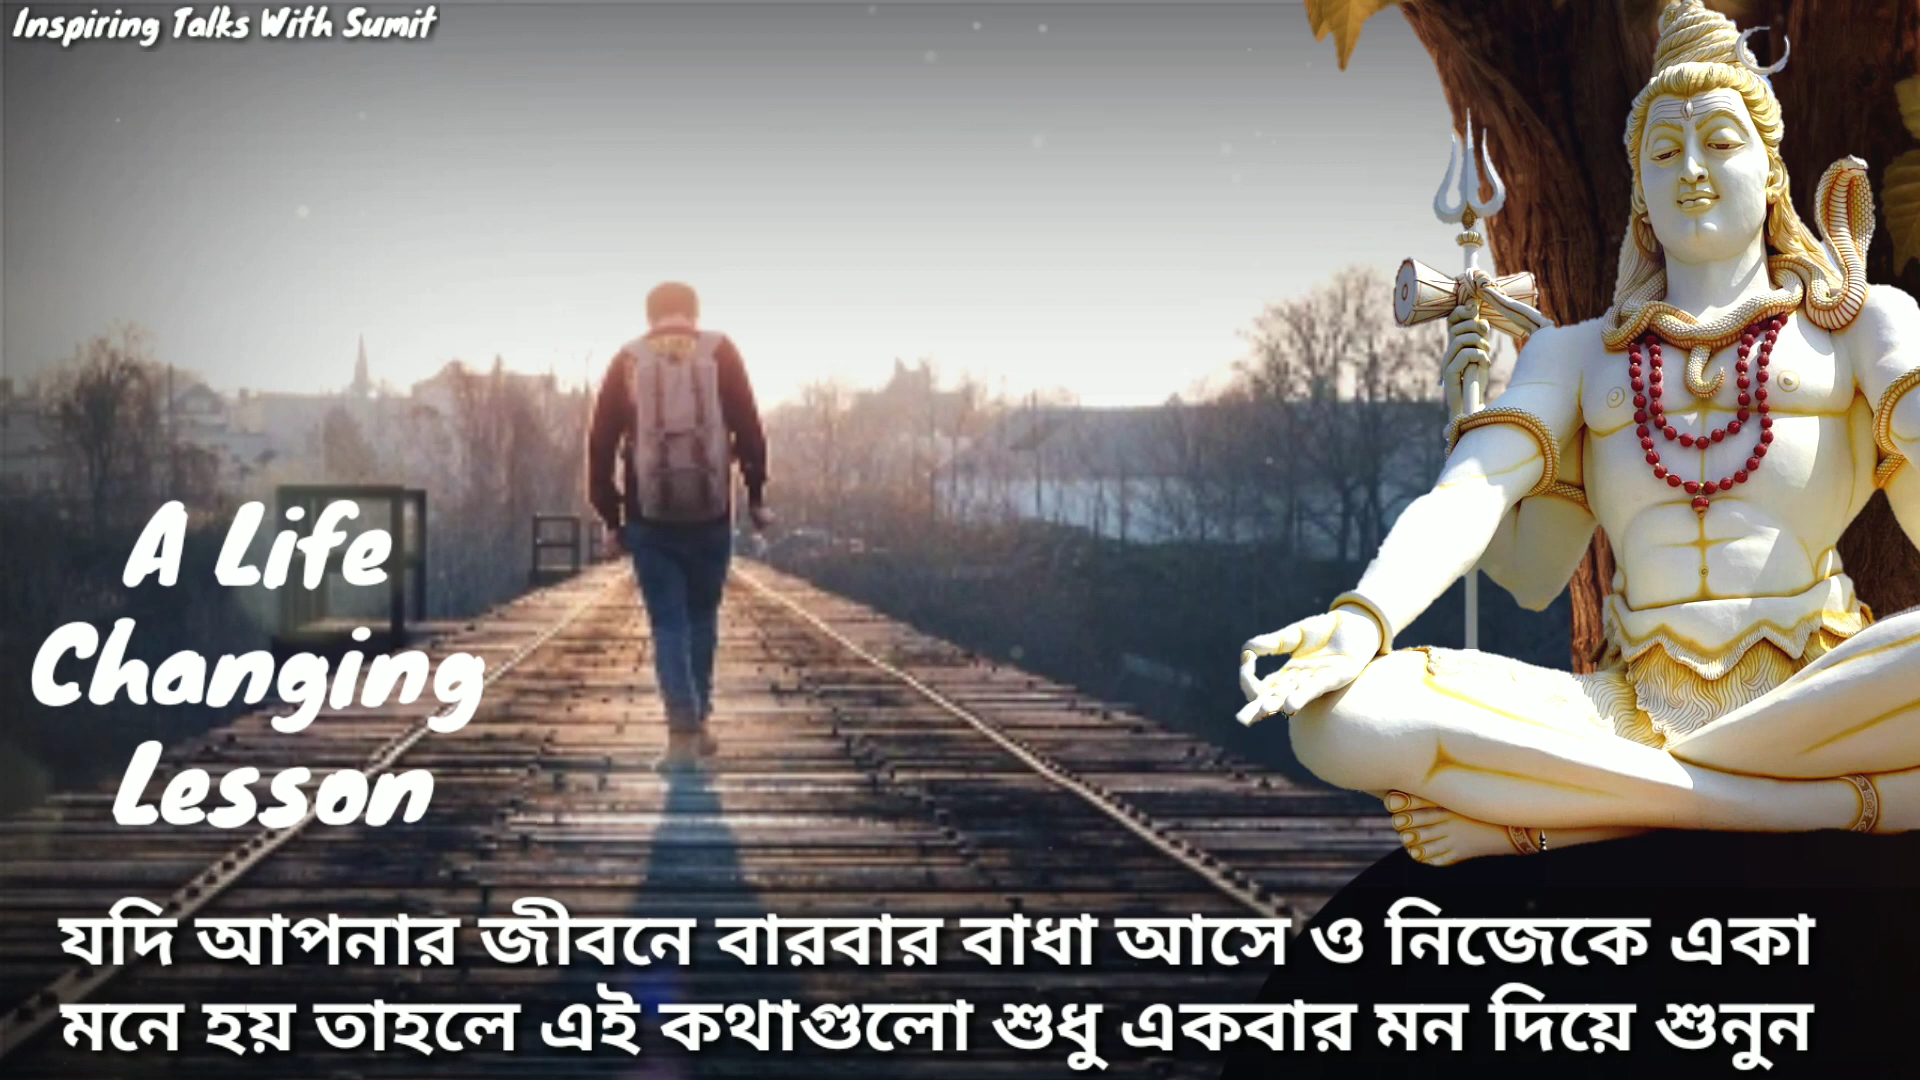 Inspiring Talks With Sumit
A Life
Changing
Lesson
যদি আপনার জীবনে বারবার বাধা আসে ও নিজেকে একা
মনে হয় তাহলে এই কথাগুলো শুধু একবার মন দিয়ে শুনুন